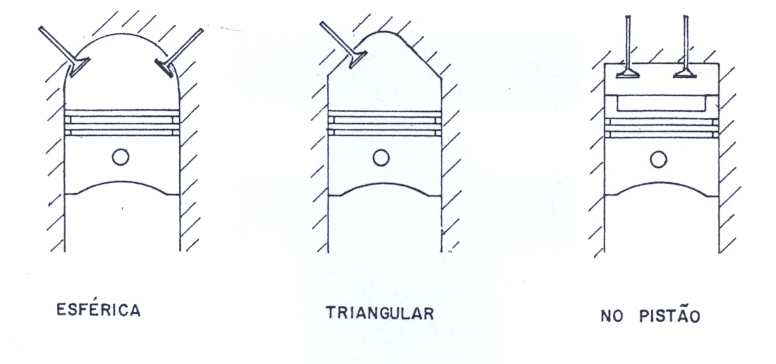 ESFÉRICA
TRIANGULAR
NO PISTÃO